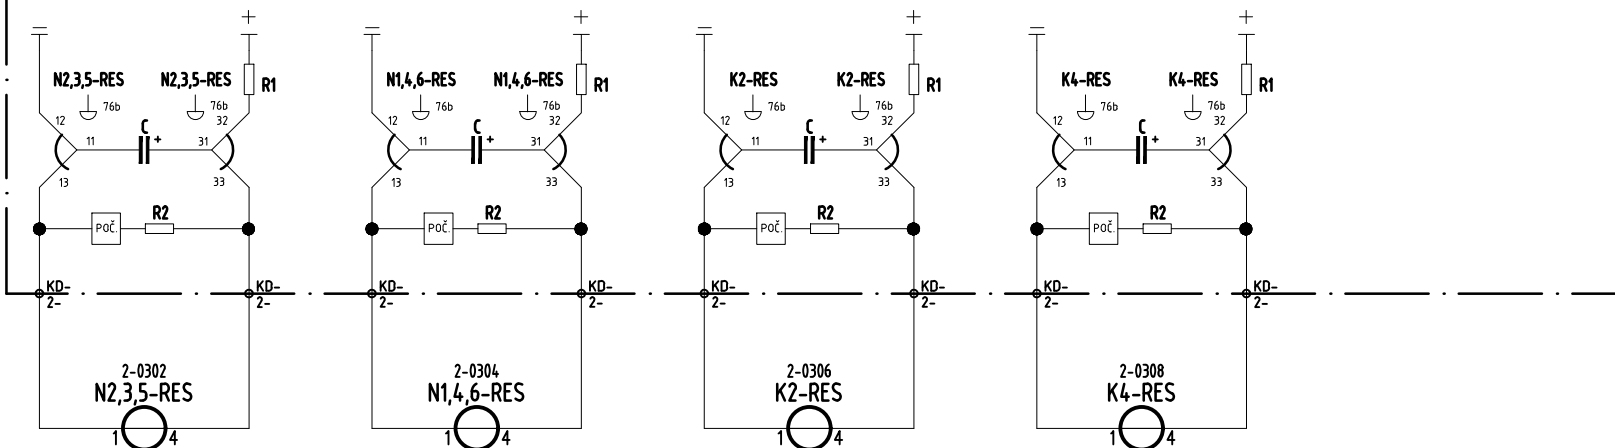 N2,3,5-RES N2,3,5-RES R1
76b 76b
12 32
C
11 + 31
13 33
POČ. R2
KD- KD-
2- 2-
2-0302
N2,3,5-RES
1 4
N1,4,6-RES N1,4,6-RES R1
76b 76b
12 32
C
11 + 31
13 33
POČ. R2
KD- KD-
2- 2-
2-0304
N1,4,6-RES
1 4
K2-RES K2-RES R1
76b 76b
12 32
C
11 + 31
13 33
POČ. R2
KD- KD-
2- 2-
2-0306
K2-RES
1 4
K4-RES K4-RES R1
76b 76b
12 32
C
11 + 31
13 33
POČ. R2
KD- KD-
2- 2-
2-0308
K4-RES
1 4